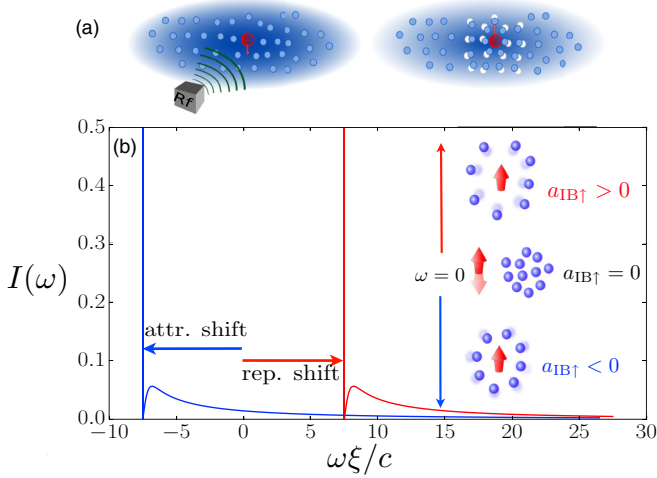 (a)
Rf
(b)
I(ω)
0.5
0.4
0.3
0.2
0.1
0.0
attr. shift
rep. shift
ω = 0
a_IB↑ > 0
a_IB↑ = 0
a_IB↑ < 0
−10 −5 0 5 10 15 20 25 30
ωξ/c